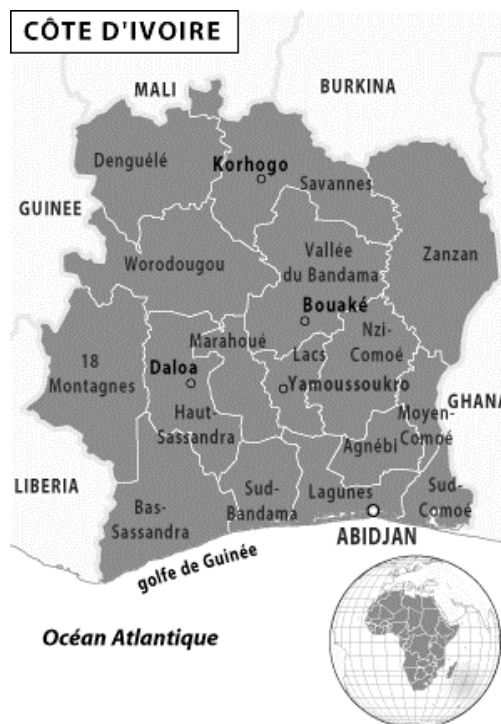 CÔTE D'IVOIRE
MALI
BURKINA
Denguélé
Korhogo
Savannes
GUINEE
Worodougou
Vallée
du Bandama
Zanzan
Bouaké
Nzi-
Comoé
Marahoué
18
Montagnes
Daloa
Lacs
Yamoussoukro
GHANA
Haut-
Sassandra
Moyen-
Comoé
Agnébi
LIBERIA
Bas-
Sassandra
Sud-
Bandama
Lagunes
Sud-
Comoé
ABIDJAN
golfe de Guinée
Océan Atlantique